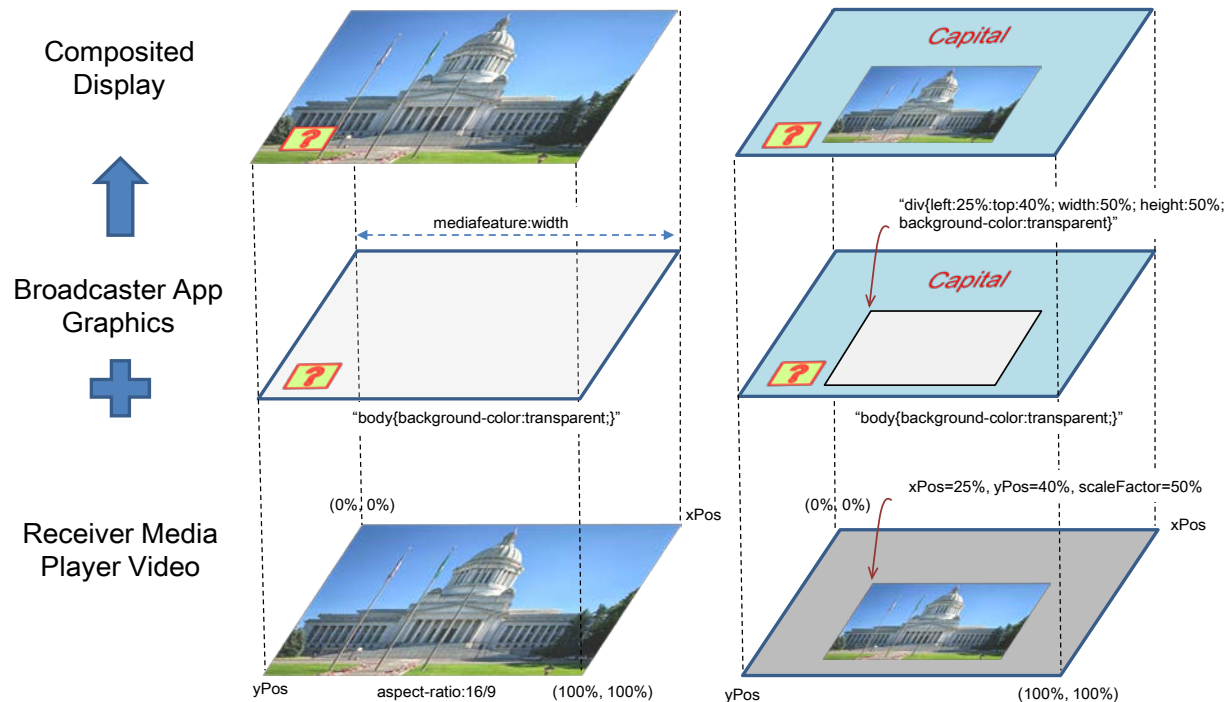 Composited
Display
Capital
?
?
“div{left:25%:top:40%; width:50%; height:50%;
background-color:transparent}”
mediafeature:width
Broadcaster App
Graphics
Capital
?
?
“body{background-color:transparent;}”
“body{background-color:transparent;}”
xPos=25%, yPos=40%, scaleFactor=50%
(0%, 0%)
(0%, 0%)
xPos
xPos
Receiver Media
Player Video
yPos
aspect-ratio:16/9
(100%, 100%)
yPos
(100%, 100%)